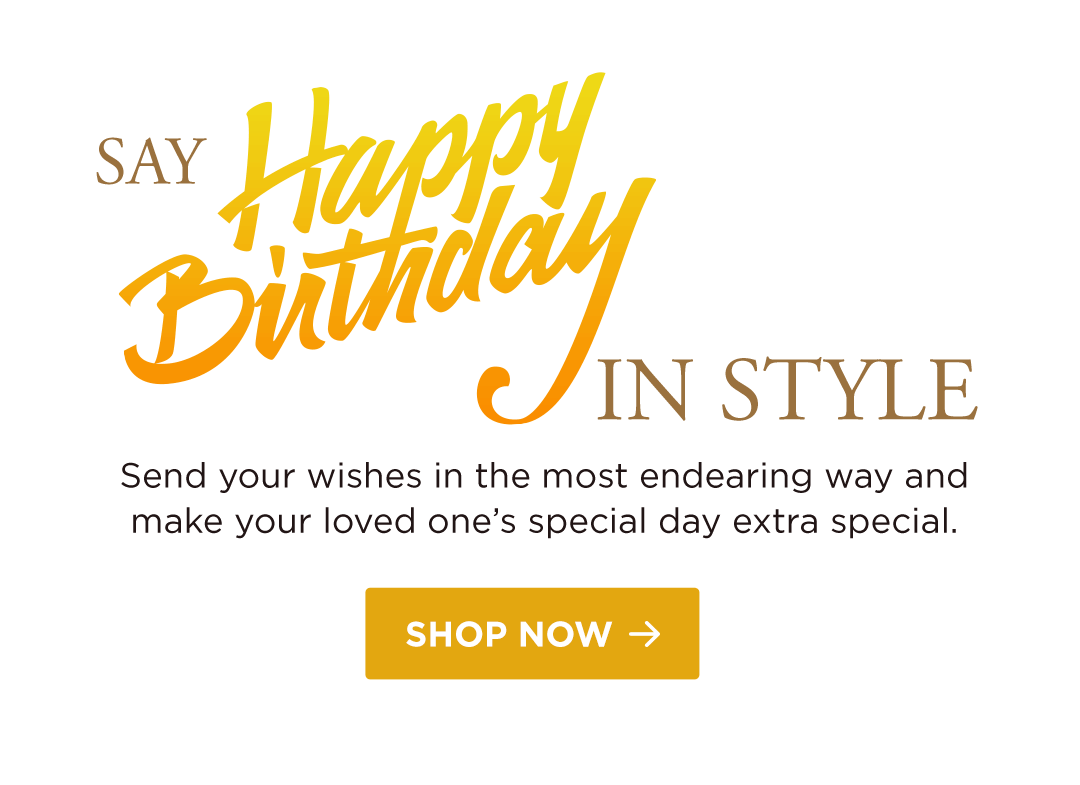 SAY Happy
Birthday
IN STYLE
Send your wishes in the most endearing way and
make your loved one’s special day extra special.
SHOP NOW →